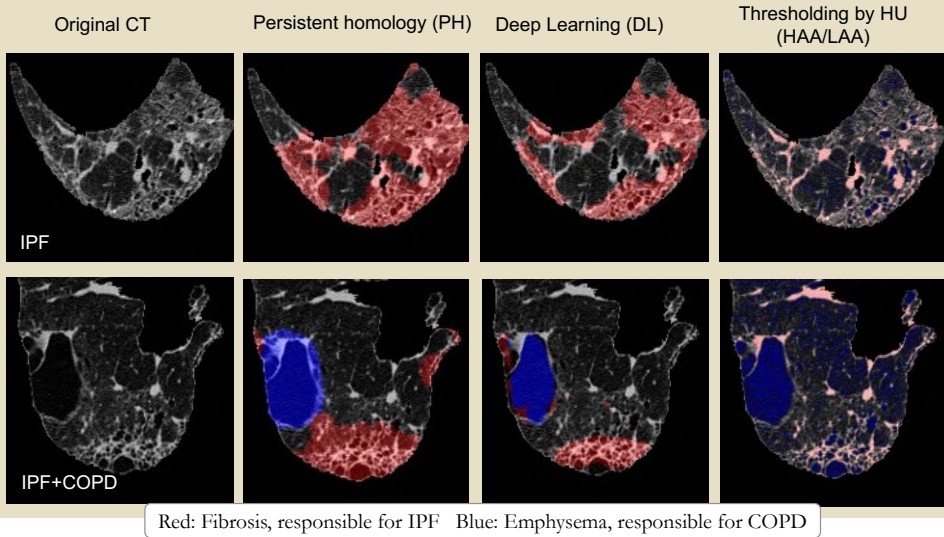 Original CT
Persistent homology (PH)
Deep Learning (DL)
Thresholding by HU
(HAA/LAA)
IPF
IPF+COPD
Red: Fibrosis, responsible for IPF Blue: Emphysema, responsible for COPD